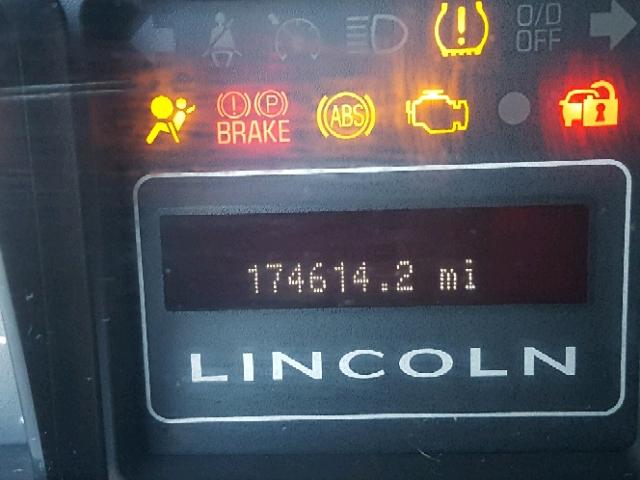 O/D
OFF
P
BRAKE
ABS
174614.2 mi
LINCOLN